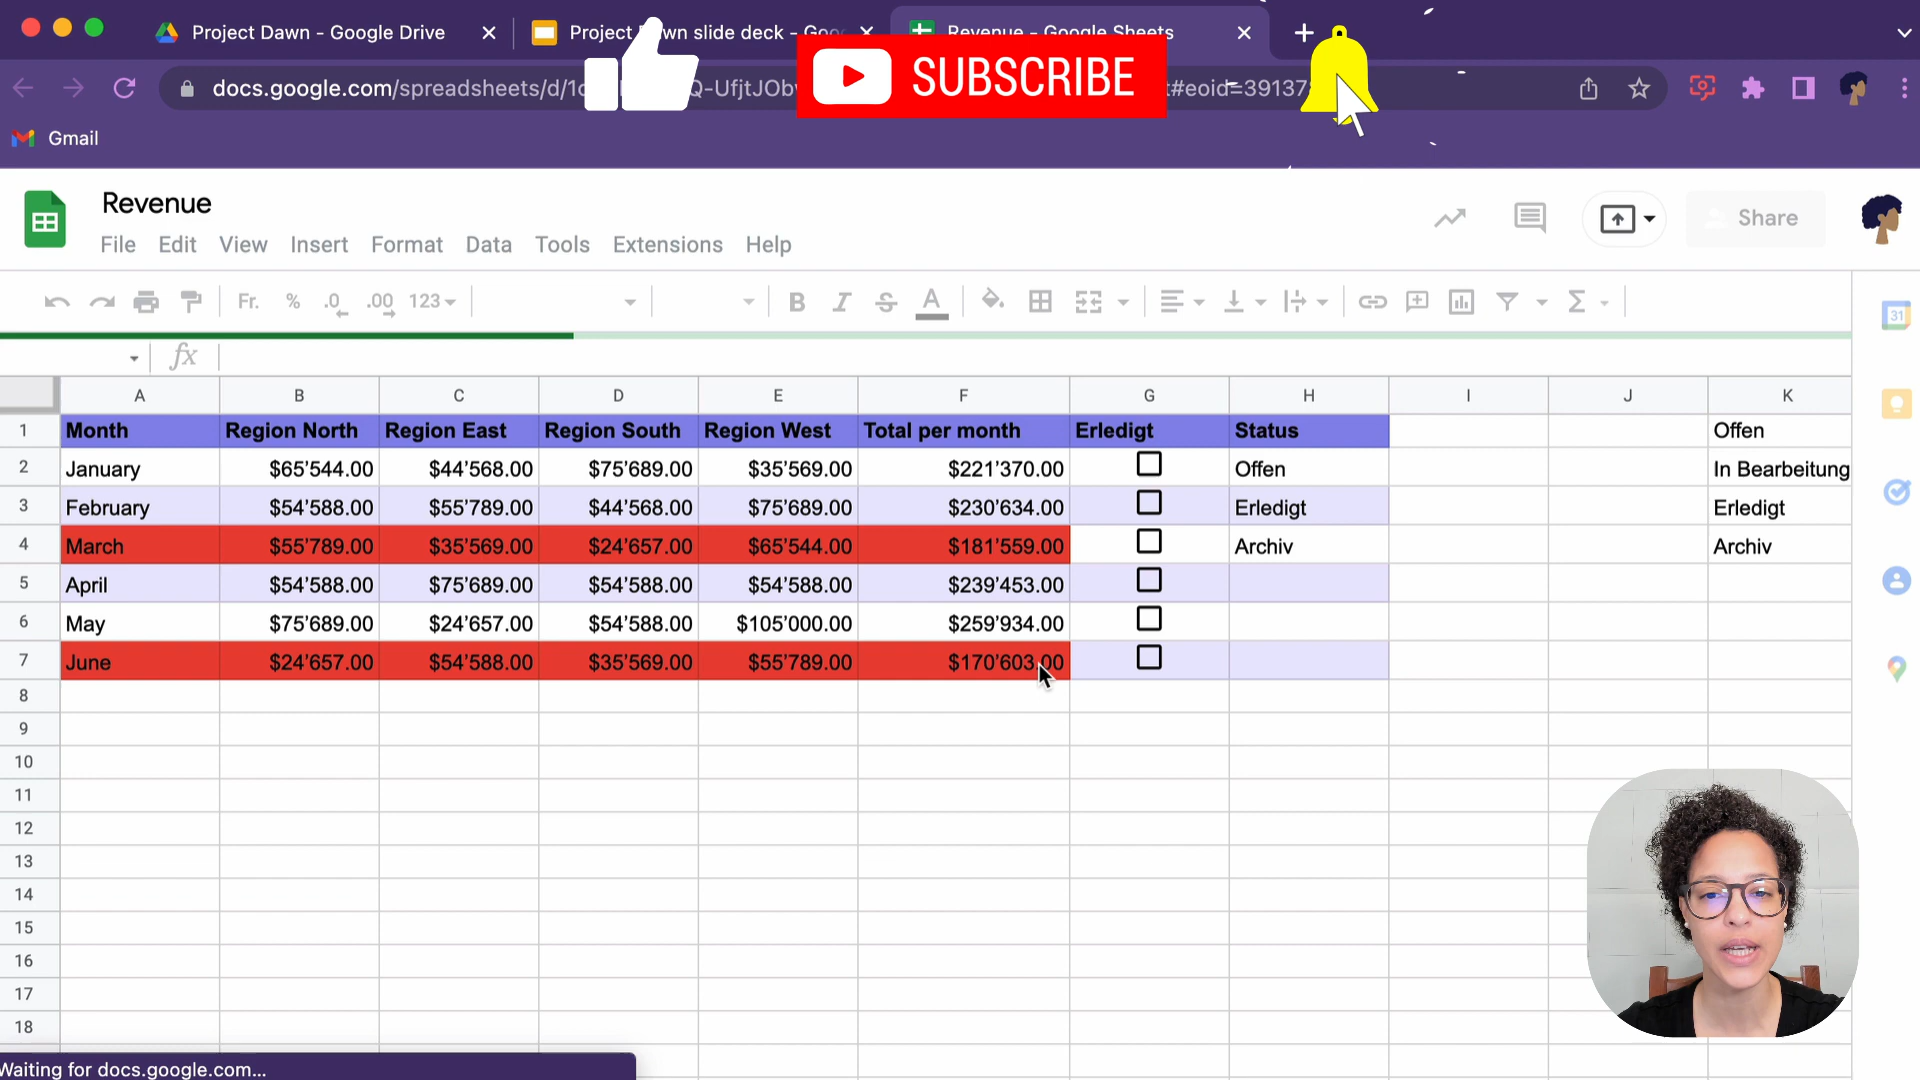 Project Dawn - Google Drive
Project wn slide deck - Goo
Revenue - Google Sheets
docs.google.com/spreadsheets/d/1
Q-UfjtJOb
SUBSCRIBE
t#eoid=39137
Gmail
Revenue
File Edit View Insert Format Data Tools Extensions Help
Share
Fr. % .0 .00 123 B I S A Σ
31
fx
A B C D E F G H I J K
1 Month Region North Region East Region South Region West Total per month Erledigt Status Offen
2 January $65’544.00 $44’568.00 $75’689.00 $35’569.00 $221’370.00 Offen In Bearbeitung
3 February $54’588.00 $55’789.00 $44’568.00 $75’689.00 $230’634.00 Erledigt Erledigt
4 March $55’789.00 $35’569.00 $24’657.00 $65’544.00 $181’559.00 Archiv Archiv
5 April $54’588.00 $75’689.00 $54’588.00 $54’588.00 $239’453.00
6 May $75’689.00 $24’657.00 $54’588.00 $105’000.00 $259’934.00
7 June $24’657.00 $54’588.00 $35’569.00 $55’789.00 $170’603.00
8
9
10
11
12
13
14
15
16
17
18
Waiting for docs.google.com...